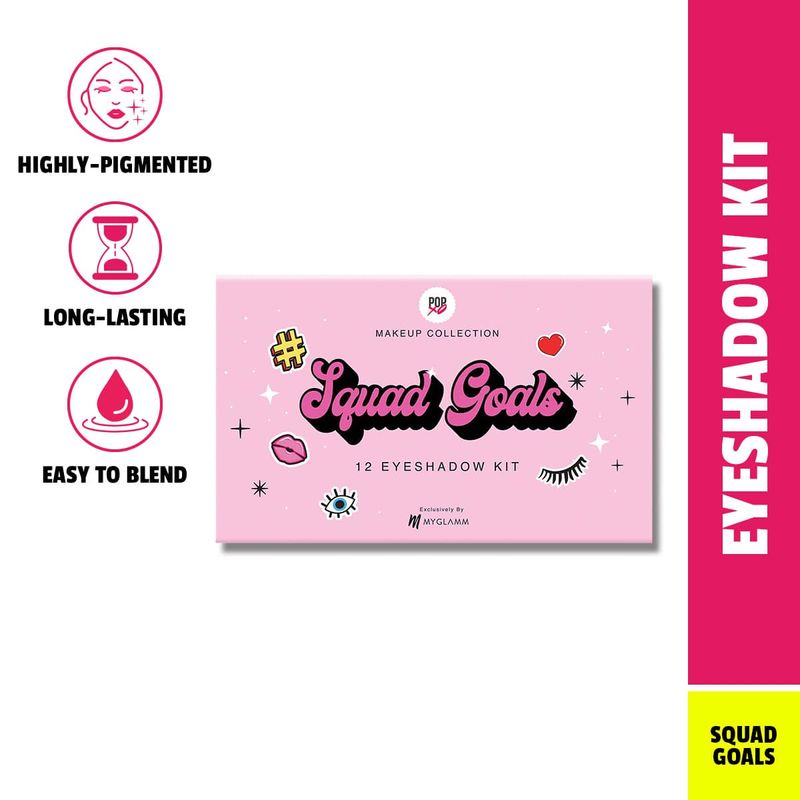 HIGHLY-PIGMENTED
LONG-LASTING
EASY TO BLEND
POP
XO
MAKEUP COLLECTION
#
Squad Goals
12 EYESHADOW KIT
Exclusively By
M MYGLAMM
EYESHADOW KIT
SQUAD
GOALS